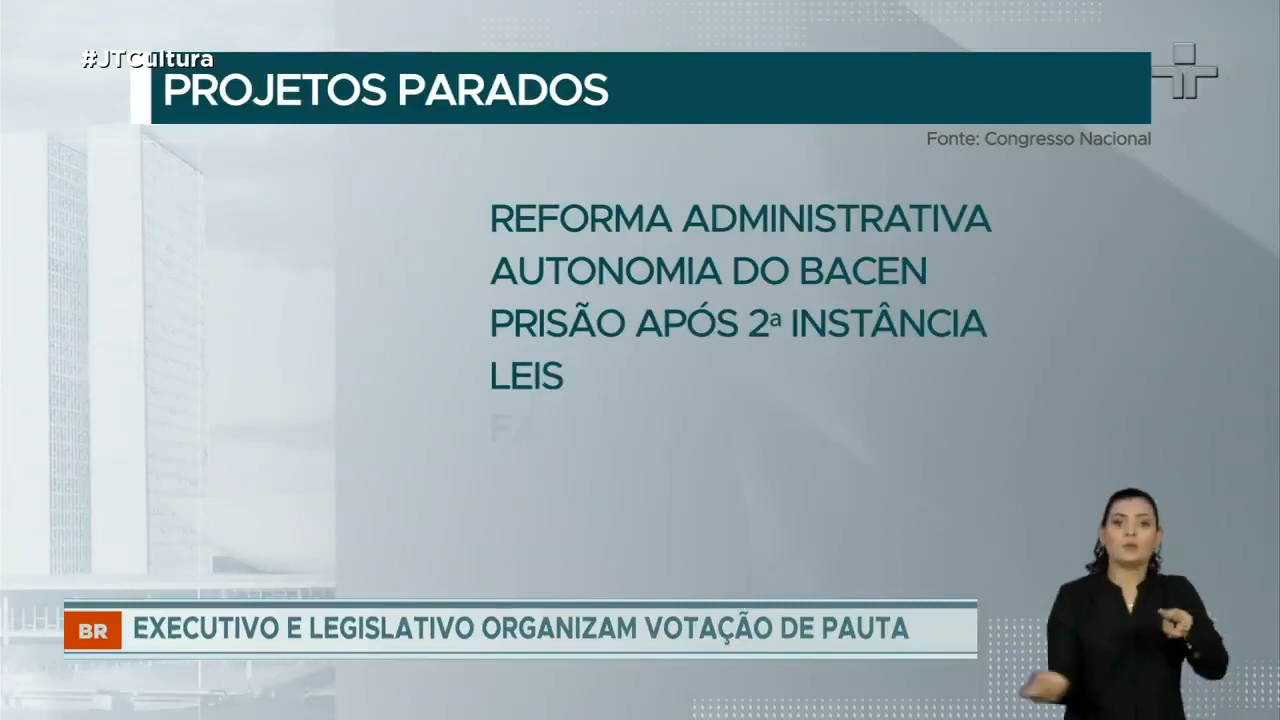 #JTCultura
PROJETOS PARADOS
Fonte: Congresso Nacional
REFORMA ADMINISTRATIVA
AUTONOMIA DO BACEN
PRISÃO APÓS 2ª INSTÂNCIA
LEIS
BR EXECUTIVO E LEGISLATIVO ORGANIZAM VOTAÇÃO DE PAUTA